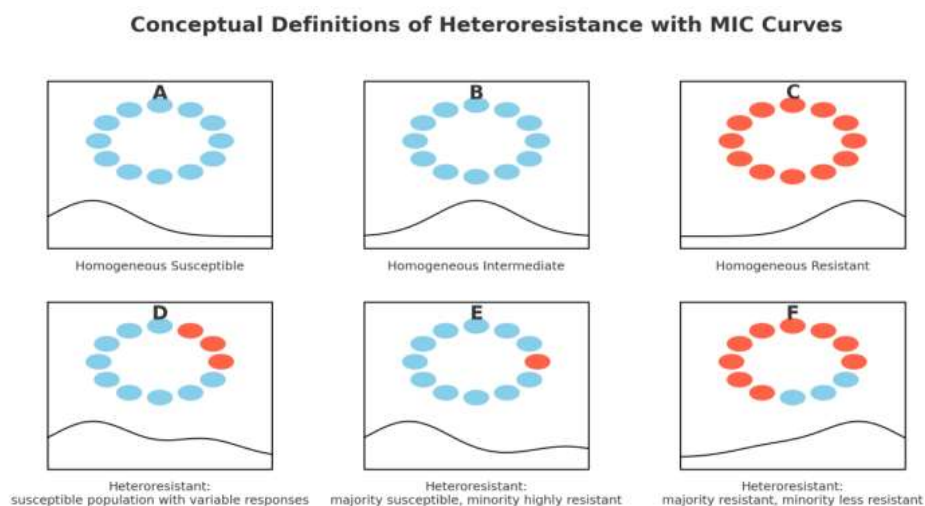 Conceptual Definitions of Heteroresistance with MIC Curves
A
B
C
Homogeneous Susceptible
Homogeneous Intermediate
Homogeneous Resistant
D
E
F
Heteroresistant:
susceptible population with variable responses
Heteroresistant:
majority susceptible, minority highly resistant
Heteroresistant:
majority resistant, minority less resistant